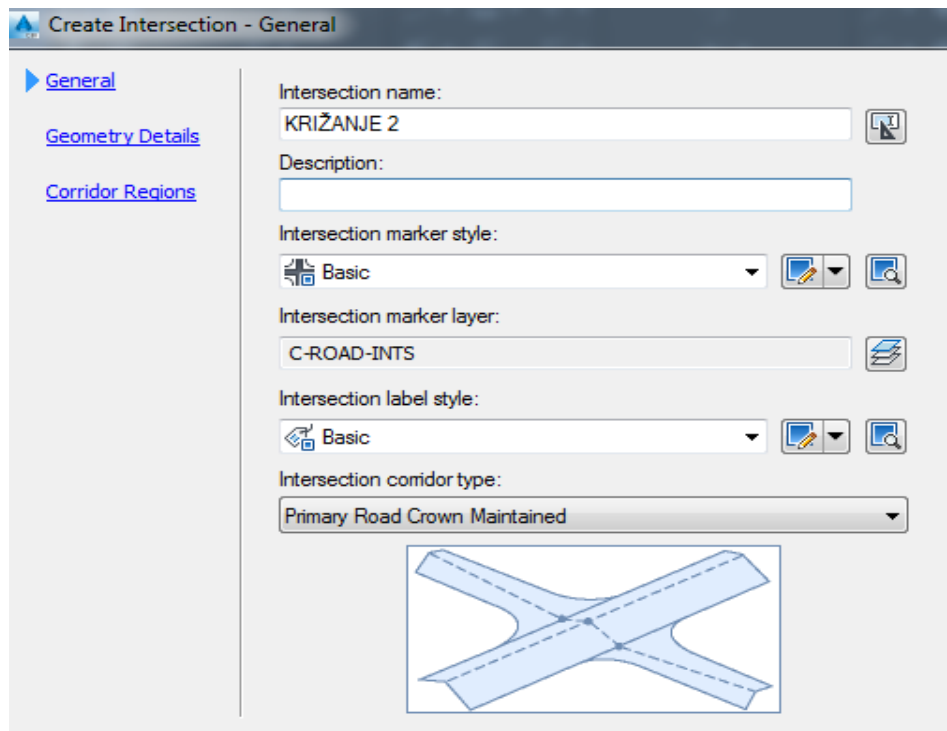 Create Intersection - General
General
Geometry Details
Corridor Regions
Intersection name:
KRIŽANJE 2
Description:
Intersection marker style:
Basic
Intersection marker layer:
C-ROAD-INTS
Intersection label style:
Basic
Intersection corridor type:
Primary Road Crown Maintained